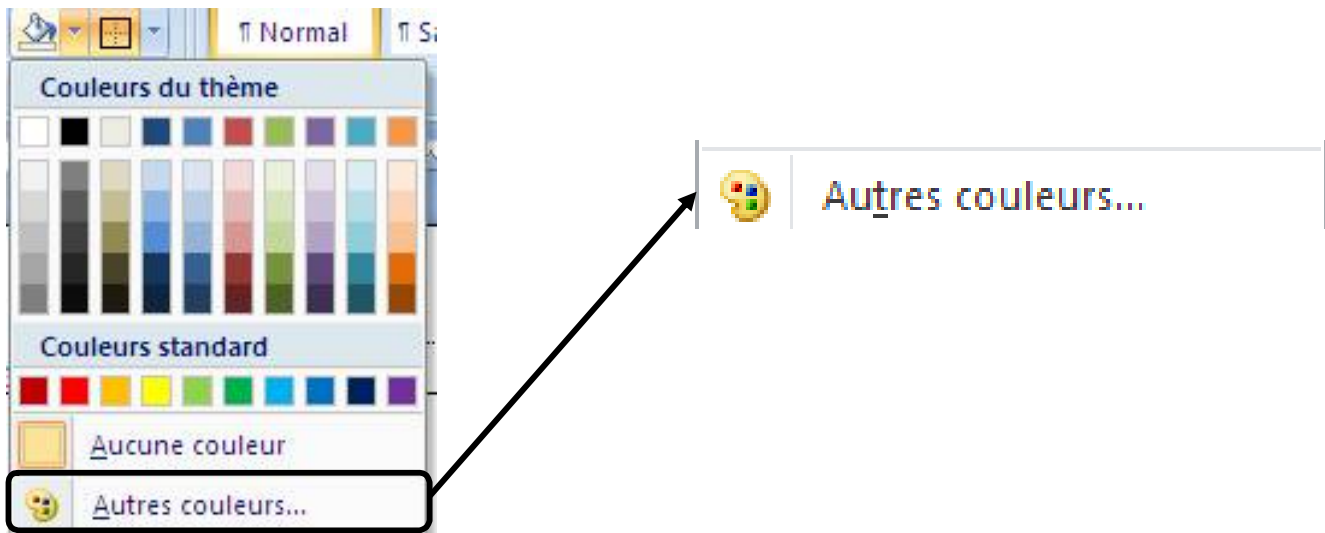 ¶ Normal
¶ Sa
Couleurs du thème
Couleurs standard
Aucune couleur
Autres couleurs...
Autres couleurs...